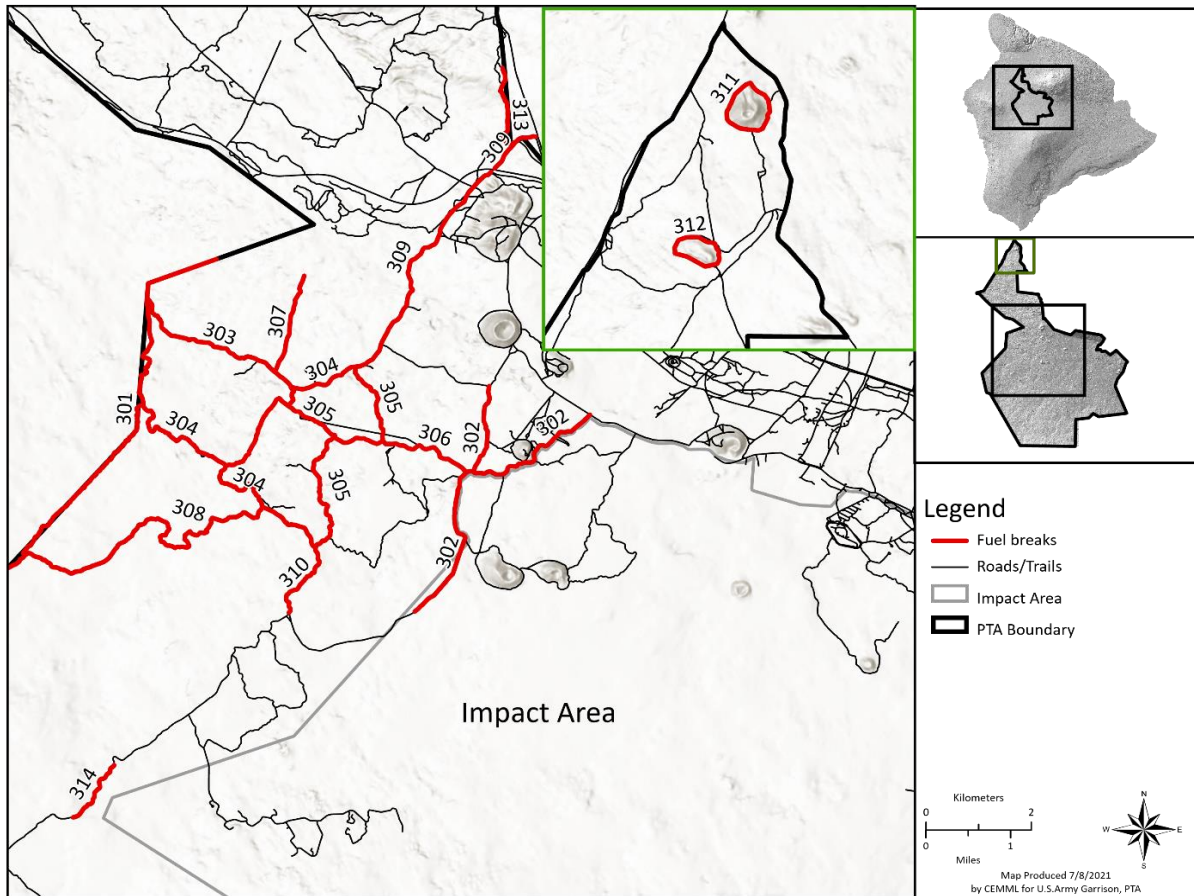 311
313
309
312
309
307
303
304
301
305
305
306
302
302
304
304
305
308
302
310
Impact Area
314
Legend
Fuel breaks
Roads/Trails
Impact Area
PTA Boundary
Kilometers
0 2
0 1
Miles
N
W E
S
Map Produced 7/8/2021
by CEMML for U.S.Army Garrison, PTA